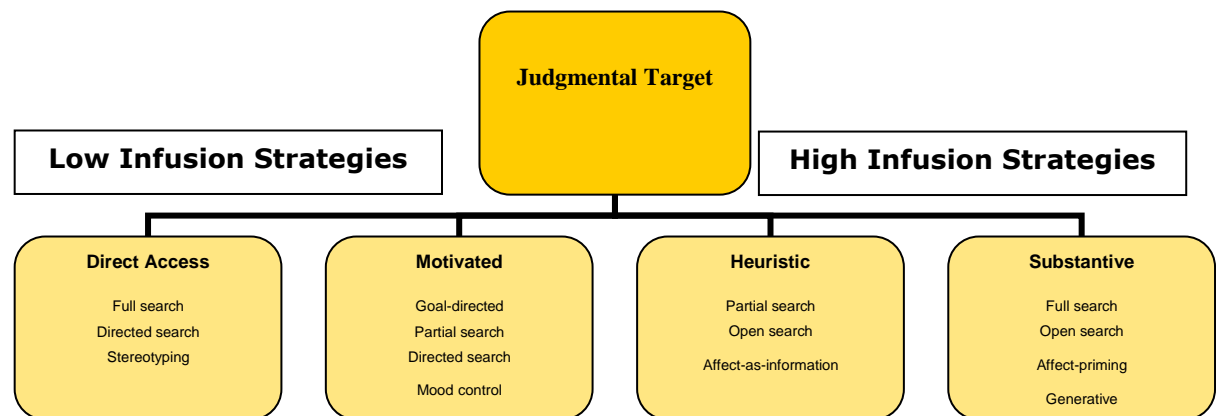 Judgmental Target
Low Infusion Strategies
High Infusion Strategies
Direct Access
Full search
Directed search
Stereotyping
Motivated
Goal-directed
Partial search
Directed search
Mood control
Heuristic
Partial search
Open search
Affect-as-information
Substantive
Full search
Open search
Affect-priming
Generative